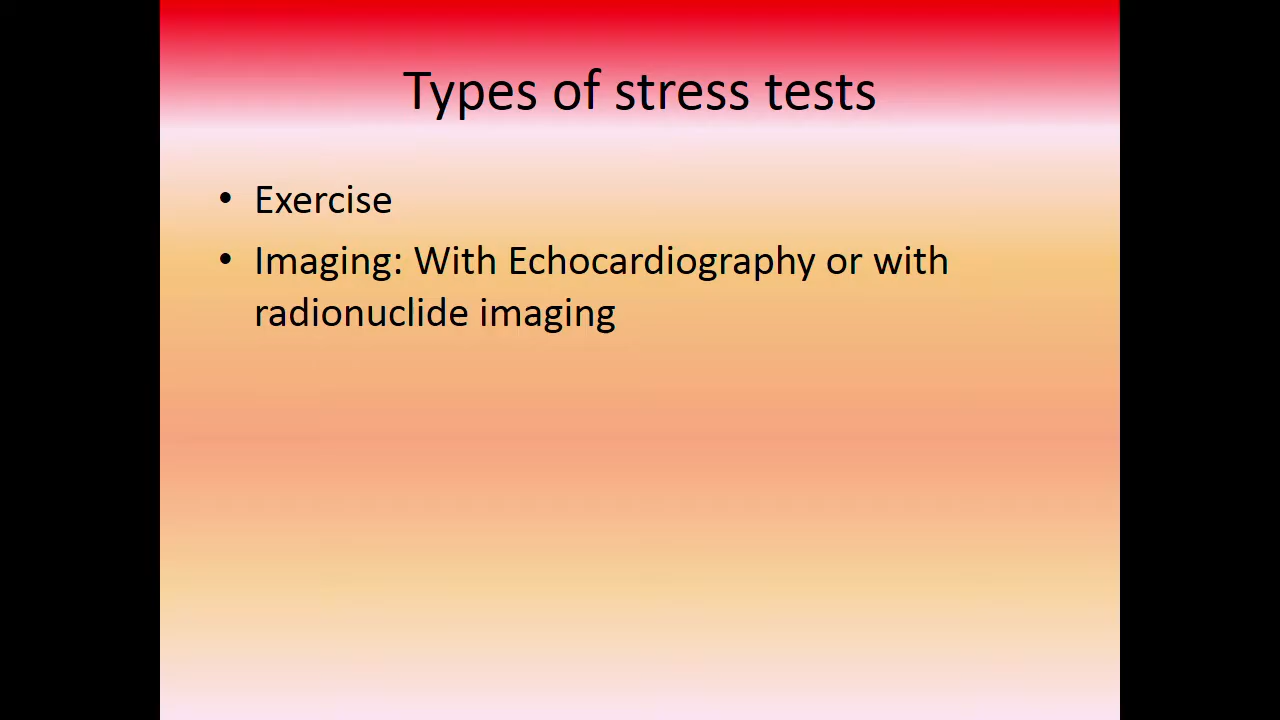 Types of stress tests
• Exercise
• Imaging: With Echocardiography or with
radionuclide imaging